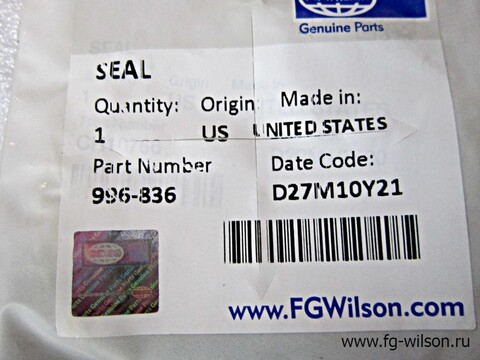 Genuine Parts
SEAL
Quantity: Origin: Made in:
1 US UNITED STATES
Part Number Date Code:
996-836 D27M10Y21
www.FGWilson.com
www.fg-wilson.ru